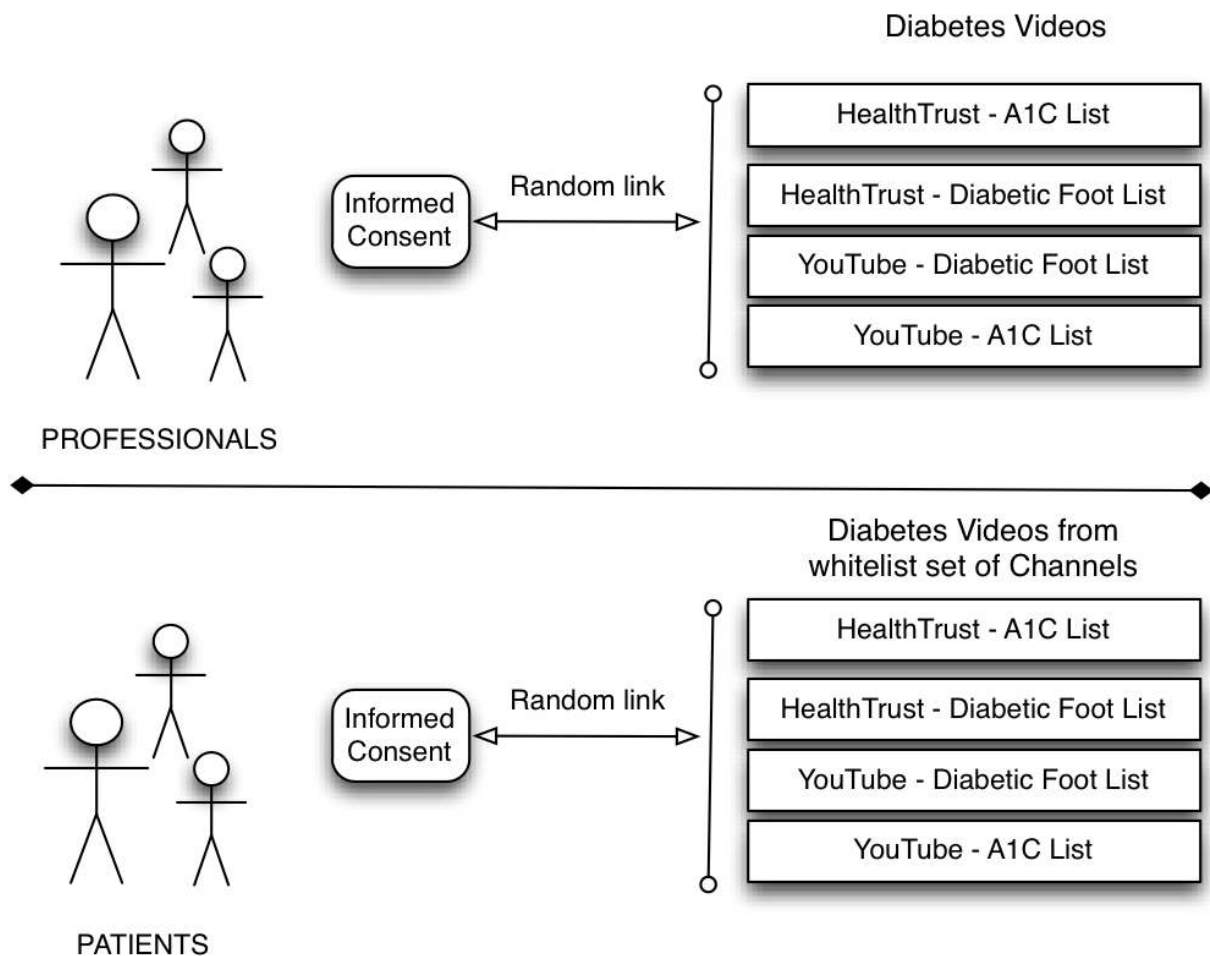 Diabetes Videos
HealthTrust - A1C List
HealthTrust - Diabetic Foot List
YouTube - Diabetic Foot List
YouTube - A1C List
Informed
Consent
Random link
PROFESSIONALS
Diabetes Videos from
whitelist set of Channels
HealthTrust - A1C List
HealthTrust - Diabetic Foot List
YouTube - Diabetic Foot List
YouTube - A1C List
Informed
Consent
Random link
PATIENTS